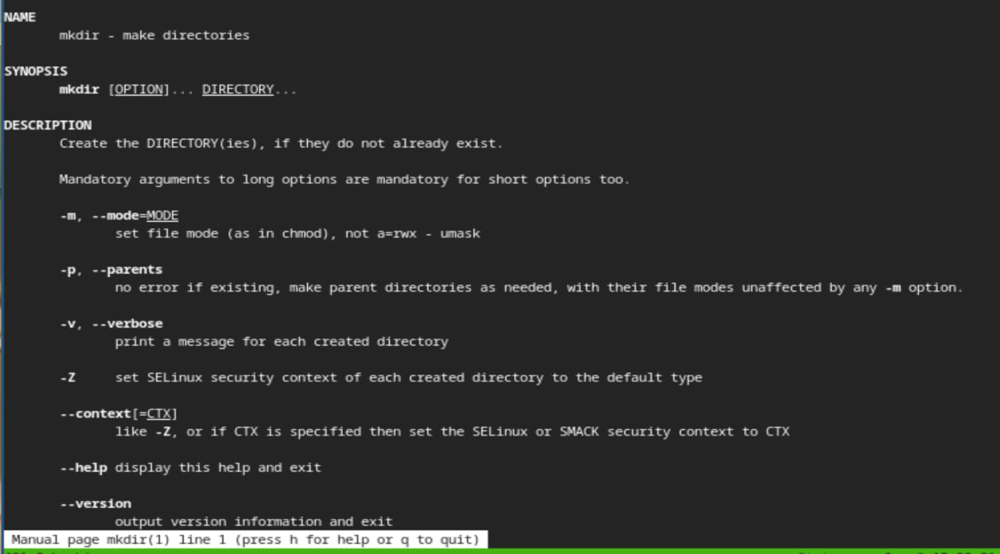 NAME
mkdir - make directories
SYNOPSIS
mkdir [OPTION]... DIRECTORY...
DESCRIPTION
Create the DIRECTORY(ies), if they do not already exist.
Mandatory arguments to long options are mandatory for short options too.
-m, --mode=MODE
set file mode (as in chmod), not a=rwx - umask
-p, --parents
no error if existing, make parent directories as needed, with their file modes unaffected by any -m option.
-v, --verbose
print a message for each created directory
-Z set SELinux security context of each created directory to the default type
--context[=CTX]
like -Z, or if CTX is specified then set the SELinux or SMACK security context to CTX
--help display this help and exit
--version
output version information and exit
Manual page mkdir(1) line 1 (press h for help or q to quit)